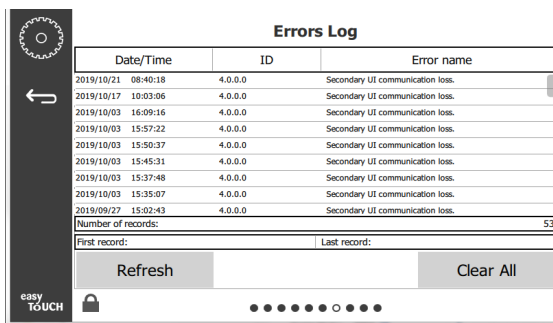 Errors Log
Date/Time ID Error name
2019/10/21 08:40:18 4.0.0.0 Secondary UI communication loss.
2019/10/17 10:03:06 4.0.0.0 Secondary UI communication loss.
2019/10/03 16:09:16 4.0.0.0 Secondary UI communication loss.
2019/10/03 15:57:22 4.0.0.0 Secondary UI communication loss.
2019/10/03 15:50:37 4.0.0.0 Secondary UI communication loss.
2019/10/03 15:45:31 4.0.0.0 Secondary UI communication loss.
2019/10/03 15:37:48 4.0.0.0 Secondary UI communication loss.
2019/10/03 15:35:07 4.0.0.0 Secondary UI communication loss.
2019/09/27 15:02:43 4.0.0.0 Secondary UI communication loss.
Number of records: 53
First record: Last record:
Refresh Clear All
easy
TOUCH